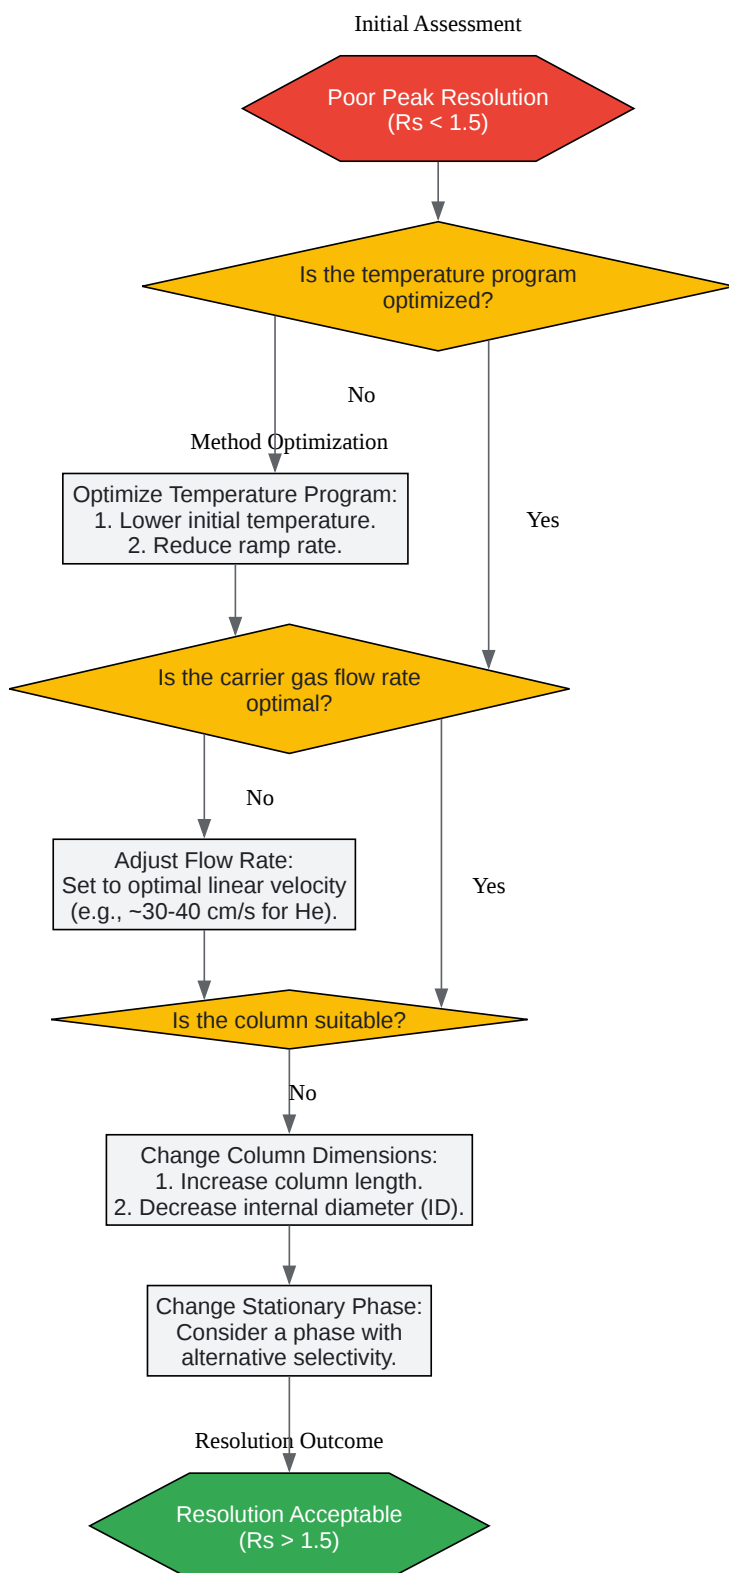 Initial Assessment
Poor Peak Resolution
(Rs < 1.5)
Is the temperature program
optimized?
No
Method Optimization
Optimize Temperature Program:
1. Lower initial temperature.
2. Reduce ramp rate.
Yes
Is the carrier gas flow rate
optimal?
No
Adjust Flow Rate:
Set to optimal linear velocity
(e.g., ~30-40 cm/s for He).
Yes
Is the column suitable?
No
Change Column Dimensions:
1. Increase column length.
2. Decrease internal diameter (ID).
Change Stationary Phase:
Consider a phase with
alternative selectivity.
Resolution Outcome
Resolution Acceptable
(Rs > 1.5)